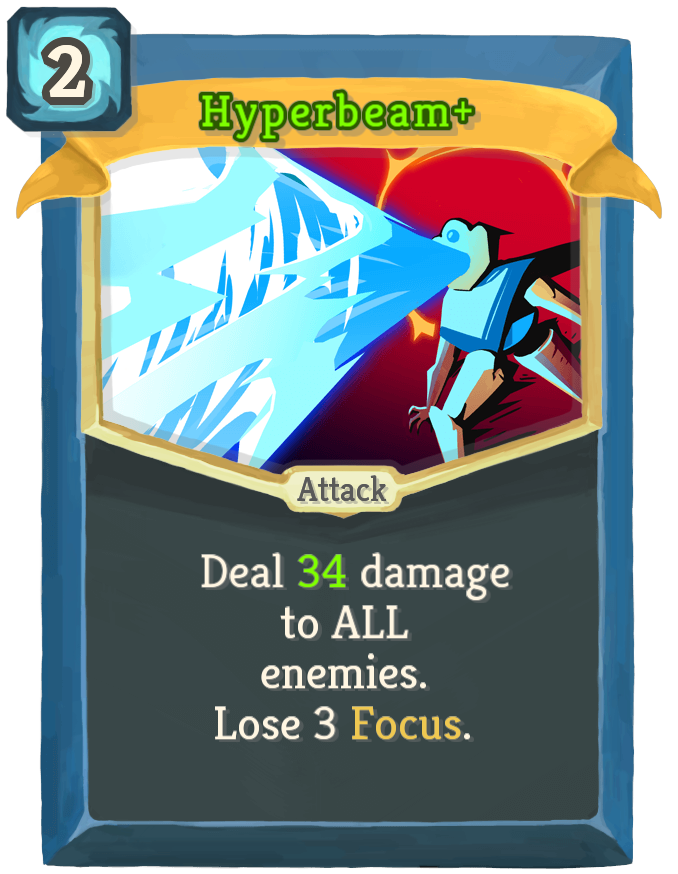 2
Hyperbeam+
Attack
Deal 34 damage
to ALL
enemies.
Lose 3 Focus.